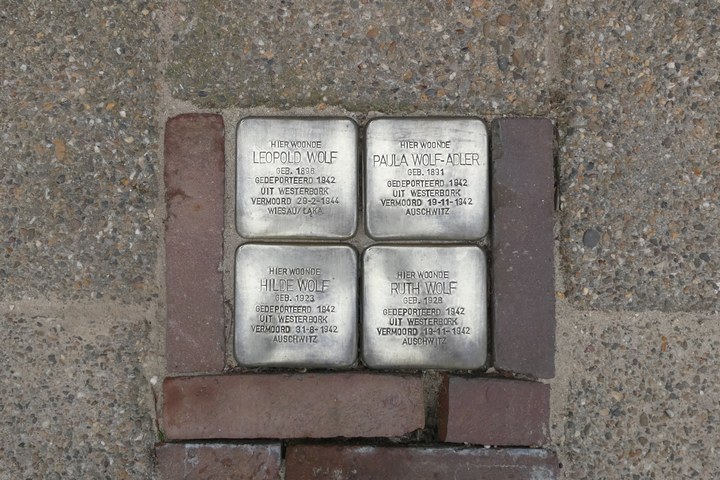 HIER WOONDE
LEOPOLD WOLF
GEDEPORTEERD 1942
UIT WESTERBORK
VERMOORD 29-2-1944
HIER WOONDE
PAULA WOLF-ADLER
GEB. 1891
GEDEPORTEERD 1942
UIT WESTERBORK
VERMOORD 19-11-1942
AUSCHWITZ
HIER WOONDE
HILDE WOLF
GEB. 1923
GEDEPORTEERD 1942
UIT WESTERBORK
VERMOORD 31-8-1942
AUSCHWITZ
HIER WOONDE
RUTH WOLF
GEB. 1928
GEDEPORTEERD 1942
UIT WESTERBORK
VERMOORD 19-11-1942
AUSCHWITZ